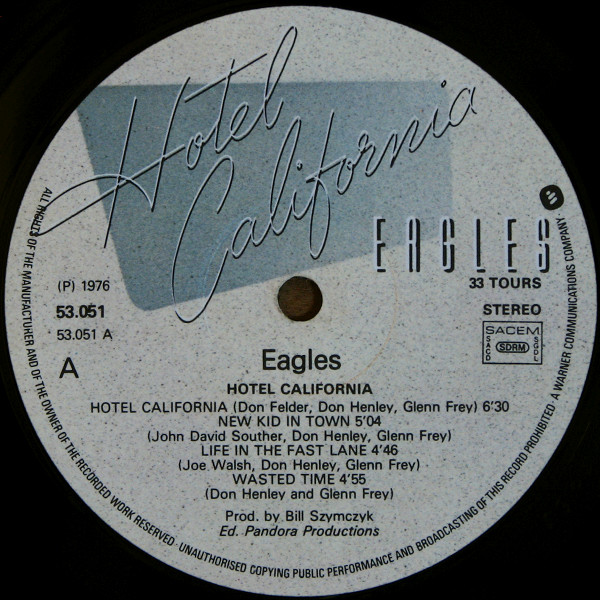 Hotel
California
EAGLES
(P) 1976
33 TOURS
53.051
STEREO
53.051 A
SACEM
SACD
SDRM
SGDL
A
Eagles
HOTEL CALIFORNIA
HOTEL CALIFORNIA (Don Felder, Don Henley, Glenn Frey) 6'30
NEW KID IN TOWN 5'04
(John David Souther, Don Henley, Glenn Frey)
LIFE IN THE FAST LANE 4'46
(Joe Walsh, Don Henley, Glenn Frey)
WASTED TIME 4'55
(Don Henley and Glenn Frey)
Prod. by Bill Szymczyk
Ed. Pandora Productions
ALL RIGHTS OF THE MANUFACTURER AND OF THE OWNER OF THE RECORDED WORK RESERVED · UNAUTHORISED COPYING PUBLIC PERFORMANCE AND BROADCASTING OF THIS RECORD PROHIBITED · A WARNER COMMUNICATIONS COMPANY ·